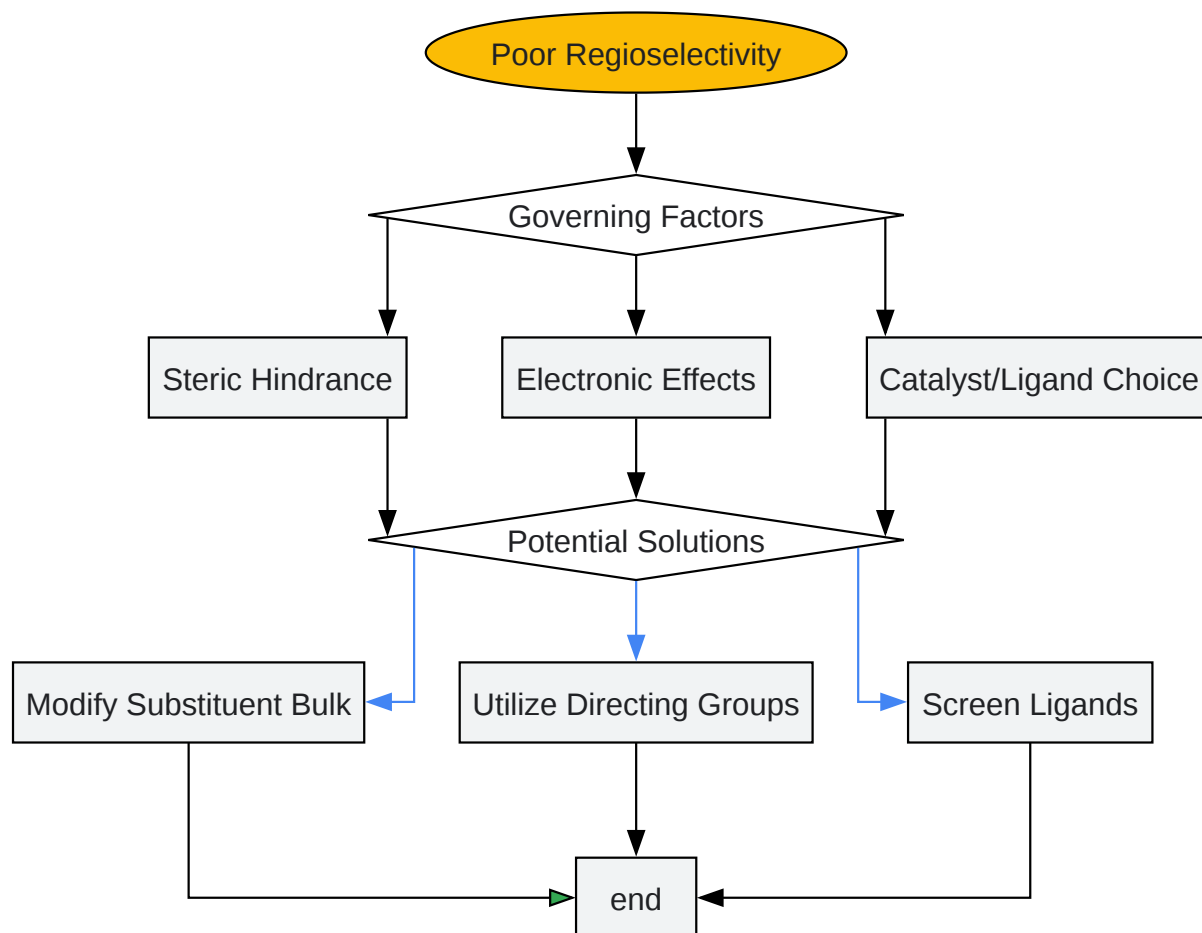 Poor Regioselectivity
Governing Factors
Steric Hindrance
Electronic Effects
Catalyst/Ligand Choice
Potential Solutions
Modify Substituent Bulk
Utilize Directing Groups
Screen Ligands
end